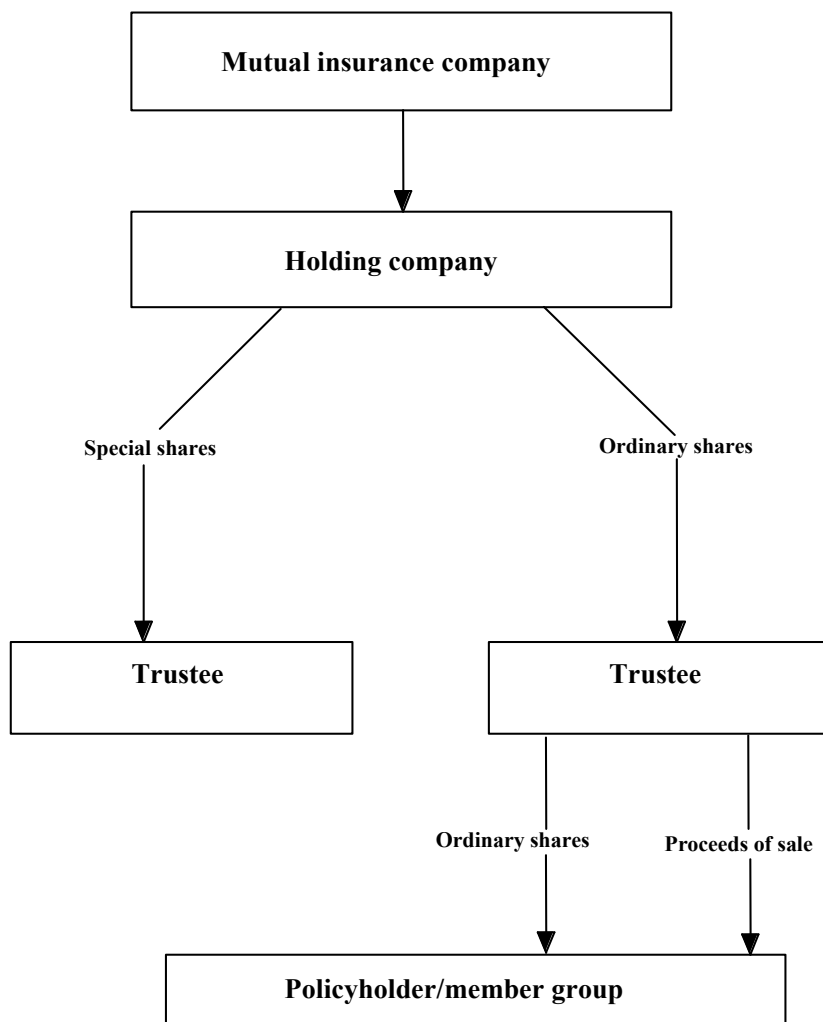 Mutual insurance company
Holding company
Special shares
Ordinary shares
Trustee
Trustee
Ordinary shares
Proceeds of sale
Policyholder/member group